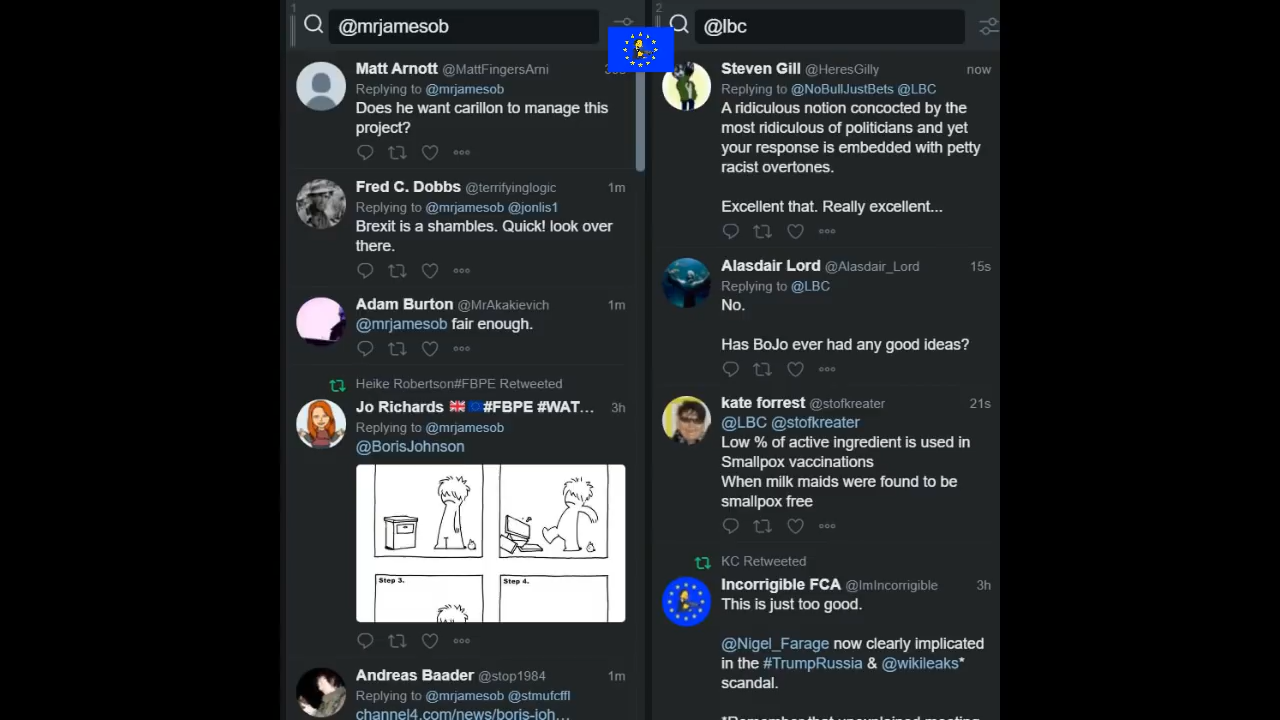 1
@mrjamesob
Matt Arnott @MattFingersArni
Replying to @mrjamesob
Does he want carillon to manage this
project?
Fred C. Dobbs @terrifyinglogic 1m
Replying to @mrjamesob @jonlis1
Brexit is a shambles. Quick! look over
there.
Adam Burton @MrAkakievich 1m
@mrjamesob fair enough.
Heike Robertson#FBPE Retweeted
Jo Richards 🇬🇧🇪🇺#FBPE #WAT... 3h
Replying to @mrjamesob
@BorisJohnson
Step 3.
Step 4.
Andreas Baader @stop1984 1m
Replying to @mrjamesob @stmufcffl
channel4.com/news/boris-joh...
2
@lbc
Steven Gill @HeresGilly now
Replying to @NoBullJustBets @LBC
A ridiculous notion concocted by the
most ridiculous of politicians and yet
your response is embedded with petty
racist overtones.
Excellent that. Really excellent...
Alasdair Lord @Alasdair_Lord 15s
Replying to @LBC
No.
Has BoJo ever had any good ideas?
kate forrest @stofkreater 21s
@LBC @stofkreater
Low % of active ingredient is used in
Smallpox vaccinations
When milk maids were found to be
smallpox free
KC Retweeted
Incorrigible FCA @ImIncorrigible 3h
This is just too good.
@Nigel_Farage now clearly implicated
in the #TrumpRussia & @wikileaks*
scandal.
*Remember that unexplained meeting